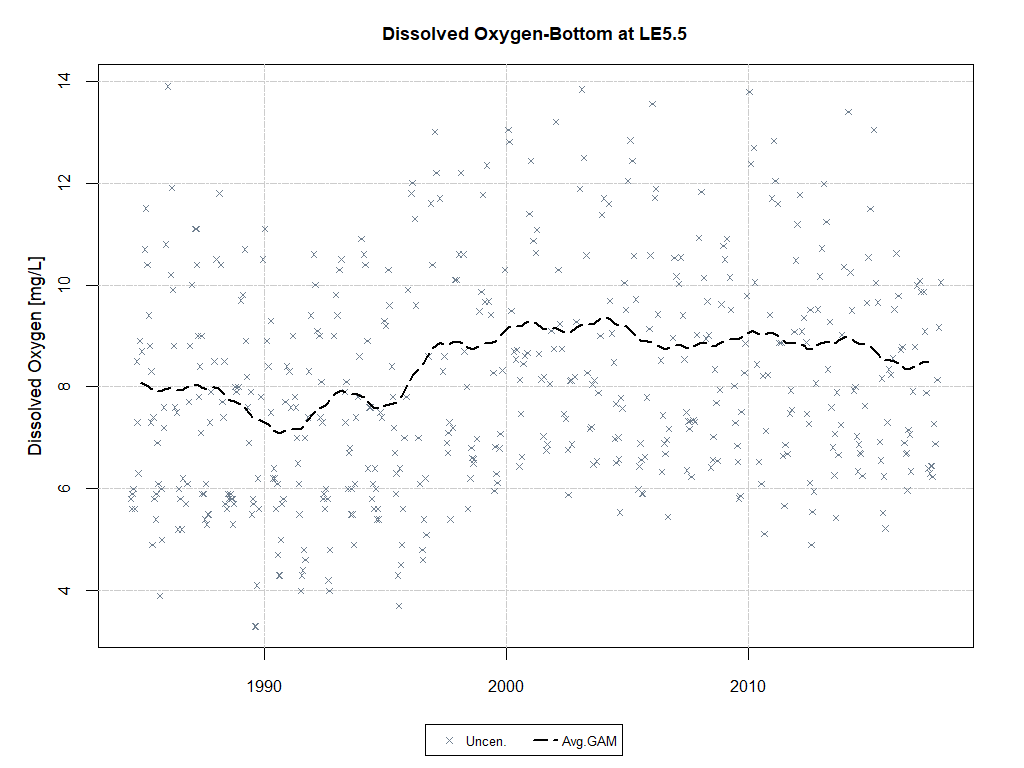 Dissolved Oxygen-Bottom at LE5.5
Dissolved Oxygen [mg/L]
14
12
10
8
6
4
1990 2000 2010
Uncen. Avg.GAM